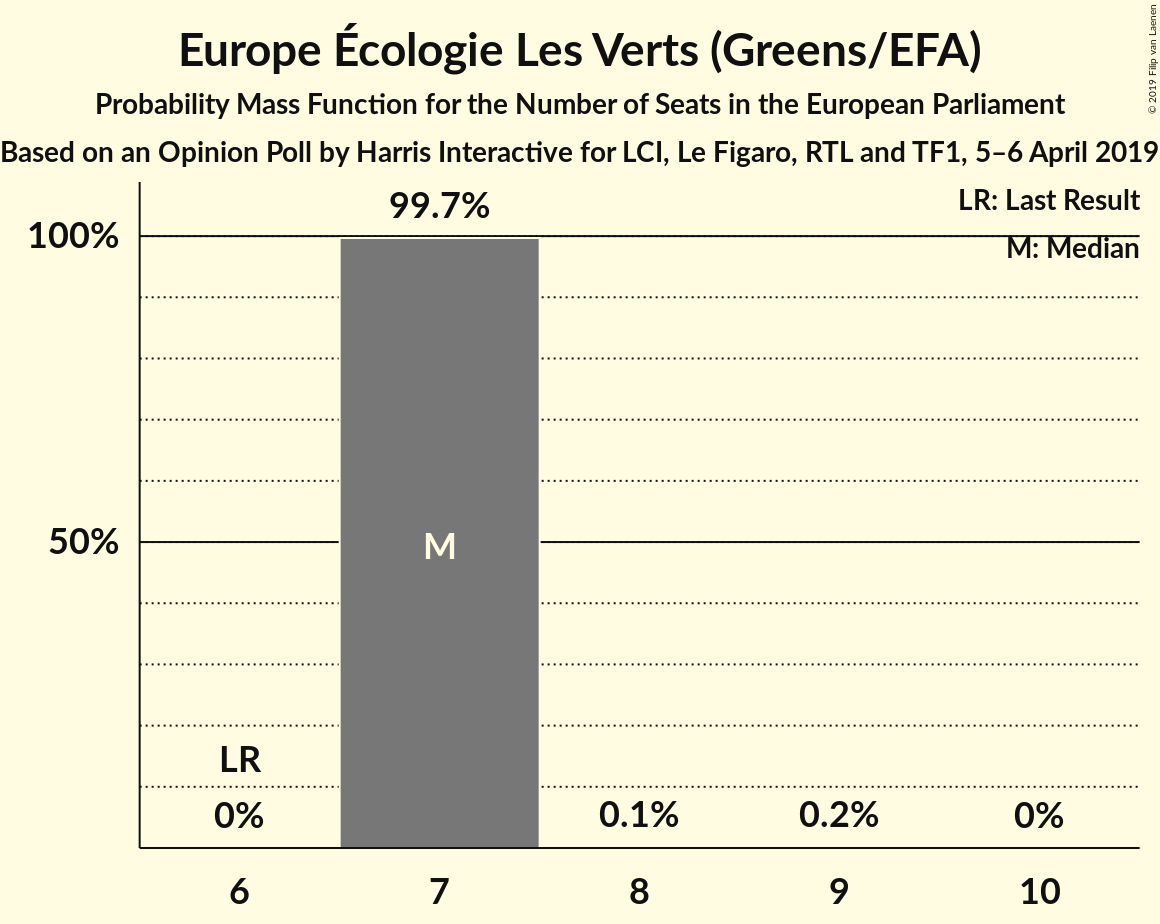 Europe Écologie Les Verts (Greens/EFA)
Probability Mass Function for the Number of Seats in the European Parliament
Based on an Opinion Poll by Harris Interactive for LCI, Le Figaro, RTL and TF1, 5–6 April 2019
© 2019 Filip van Laenen
LR: Last Result
M: Median
99.7%
100%
50%
M
LR
0%
0.1%
0.2%
0%
6
7
8
9
10